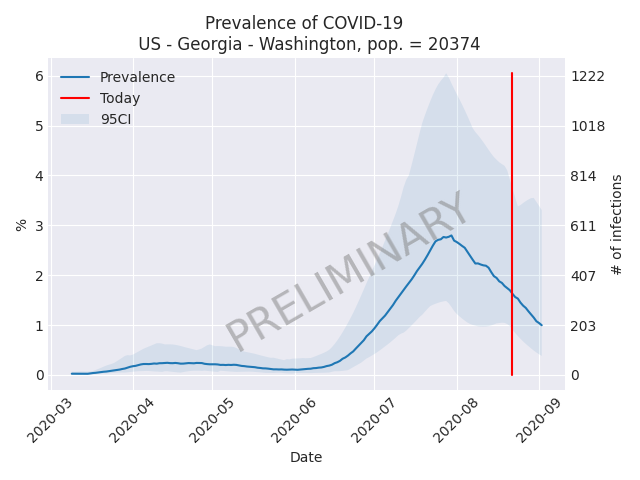 Prevalence of COVID-19
US - Georgia - Washington, pop. = 20374
Prevalence
Today
95CI
6
5
4
3
2
1
0
%
1222
1018
814
611
407
203
0
# of infections
PRELIMINARY
2020-03
2020-04
2020-05
2020-06
2020-07
2020-08
2020-09
Date